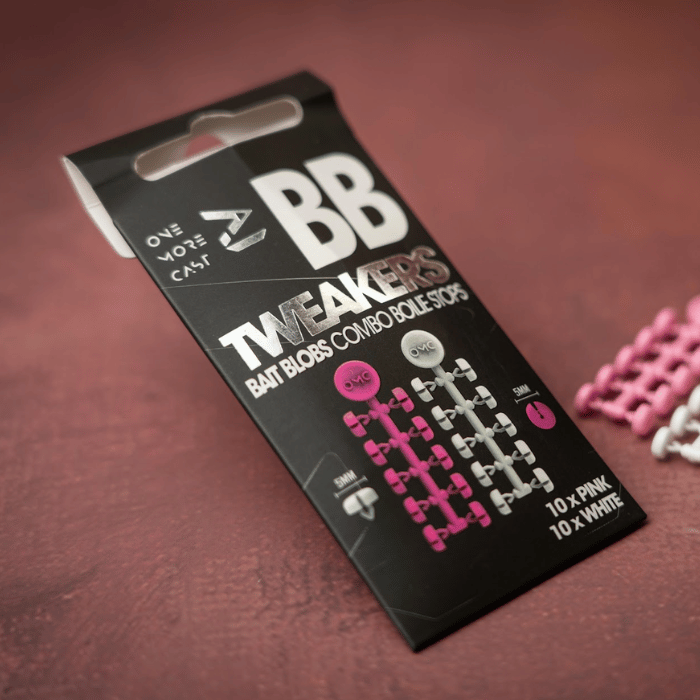 ONE
MORE
CAST
BB
TWEAKERS
BAIT BLOBS COMBO BOILIE STOPS
OMC
OMC
5MM
5MM
10 x PINK
10 x WHITE